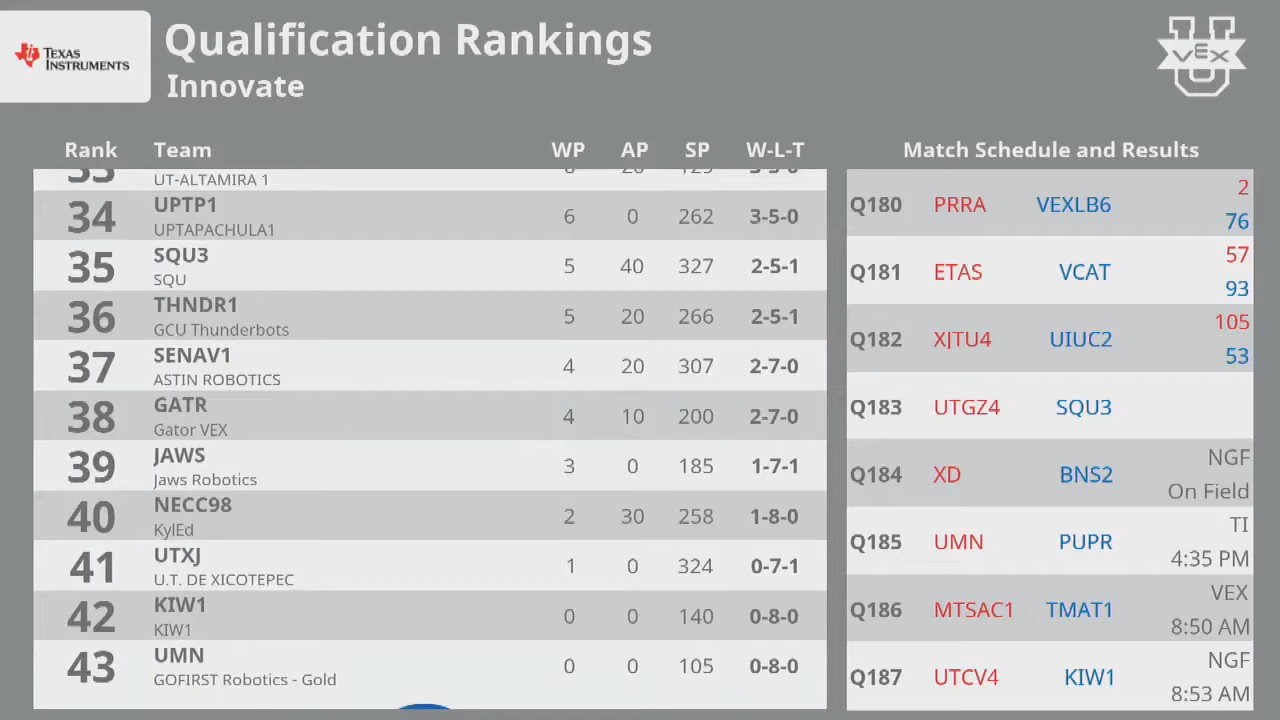 TEXAS INSTRUMENTS
Qualification Rankings
Innovate
VEX U
Rank Team WP AP SP W-L-T
UT-ALTAMIRA 1
34 UPTP1 6 0 262 3-5-0
UPTAPACHULA1
35 SQU3 5 40 327 2-5-1
SQU
36 THNDR1 5 20 266 2-5-1
GCU Thunderbots
37 SENAV1 4 20 307 2-7-0
ASTIN ROBOTICS
38 GATR 4 10 200 2-7-0
Gator VEX
39 JAWS 3 0 185 1-7-1
Jaws Robotics
40 NECC98 2 30 258 1-8-0
KylEd
41 UTXJ 1 0 324 0-7-1
U.T. DE XICOTEPEC
42 KIW1 0 0 140 0-8-0
KIW1
43 UMN 0 0 105 0-8-0
GOFIRST Robotics - Gold
Match Schedule and Results
Q180 PRRA VEXLB6 2
76
Q181 ETAS VCAT 57
93
Q182 XJTU4 UIUC2 105
53
Q183 UTGZ4 SQU3
Q184 XD BNS2 NGF
On Field
Q185 UMN PUPR TI
4:35 PM
Q186 MTSAC1 TMAT1 VEX
8:50 AM
Q187 UTCV4 KIW1 NGF
8:53 AM